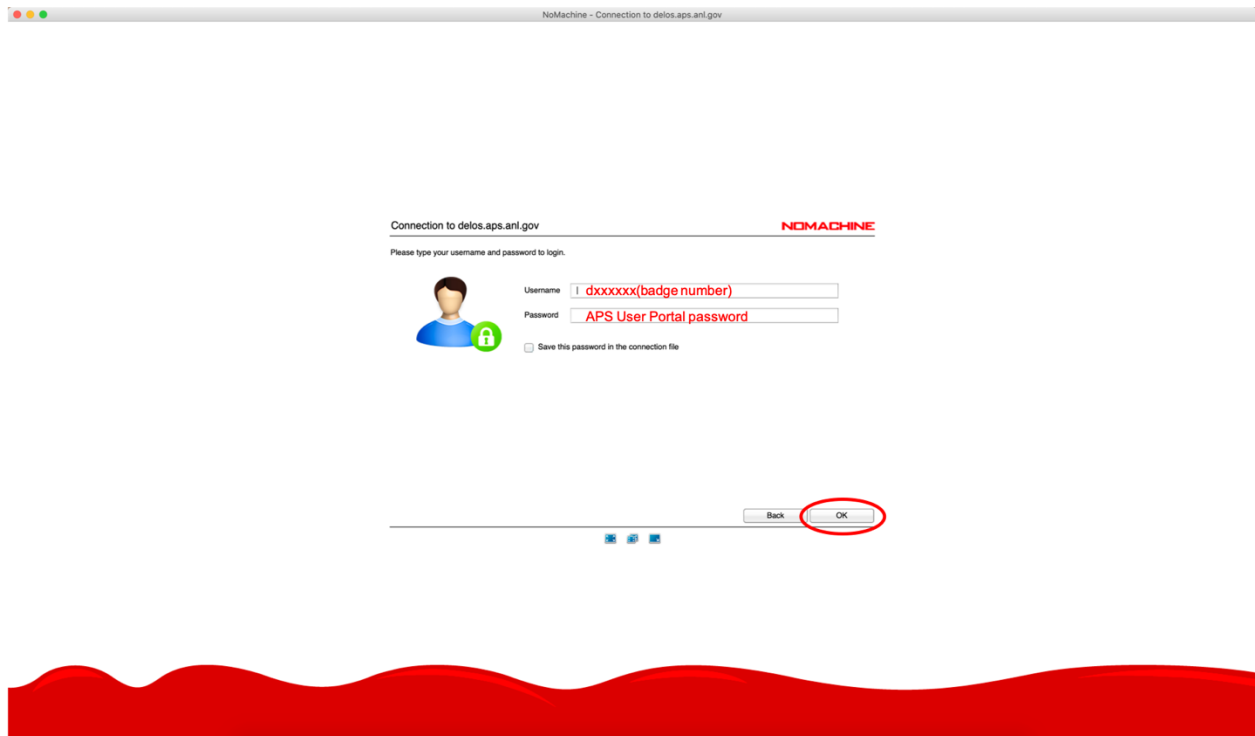 NoMachine - Connection to delos.aps.anl.gov
Connection to delos.aps.anl.gov NOMACHINE
Please type your username and password to login.
Username dxxxxxx(badge number)
Password APS User Portal password
Save this password in the connection file
Back OK